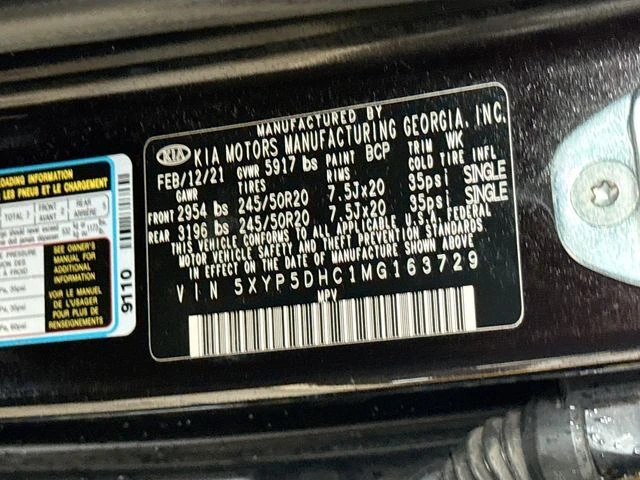 MANUFACTURED BY
KIA KIA MOTORS MANUFACTURING GEORGIA, INC.
FEB/12/21 GVWR 5917 lbs PAINT BCP TRIM WK
GAWR TIRES RIMS COLD TIRE INFL
FRONT 2954 lbs 245/50R20 7.5Jx20 35psi SINGLE
REAR 3196 lbs 245/50R20 7.5Jx20 35psi SINGLE
THIS VEHICLE CONFORMS TO ALL APPLICABLE U.S.A. FEDERAL
MOTOR VEHICLE SAFETY AND THEFT PREVENTION STANDARDS
IN EFFECT ON THE DATE OF MANUFACTURE SHOWN ABOVE.
VIN 5XYP5DHC1MG163729
MPV
LOADING INFORMATION
LES PNEUS ET LE CHARGEMENT
TOTAL 7 FRONT AVANT 2 REAR ARRIÈRE 5
SEE OWNER'S
MANUAL
VOIR LE
MANUEL DE
L'USAGER
POUR PLUS DE
RENSEIGNEMENTS
9110